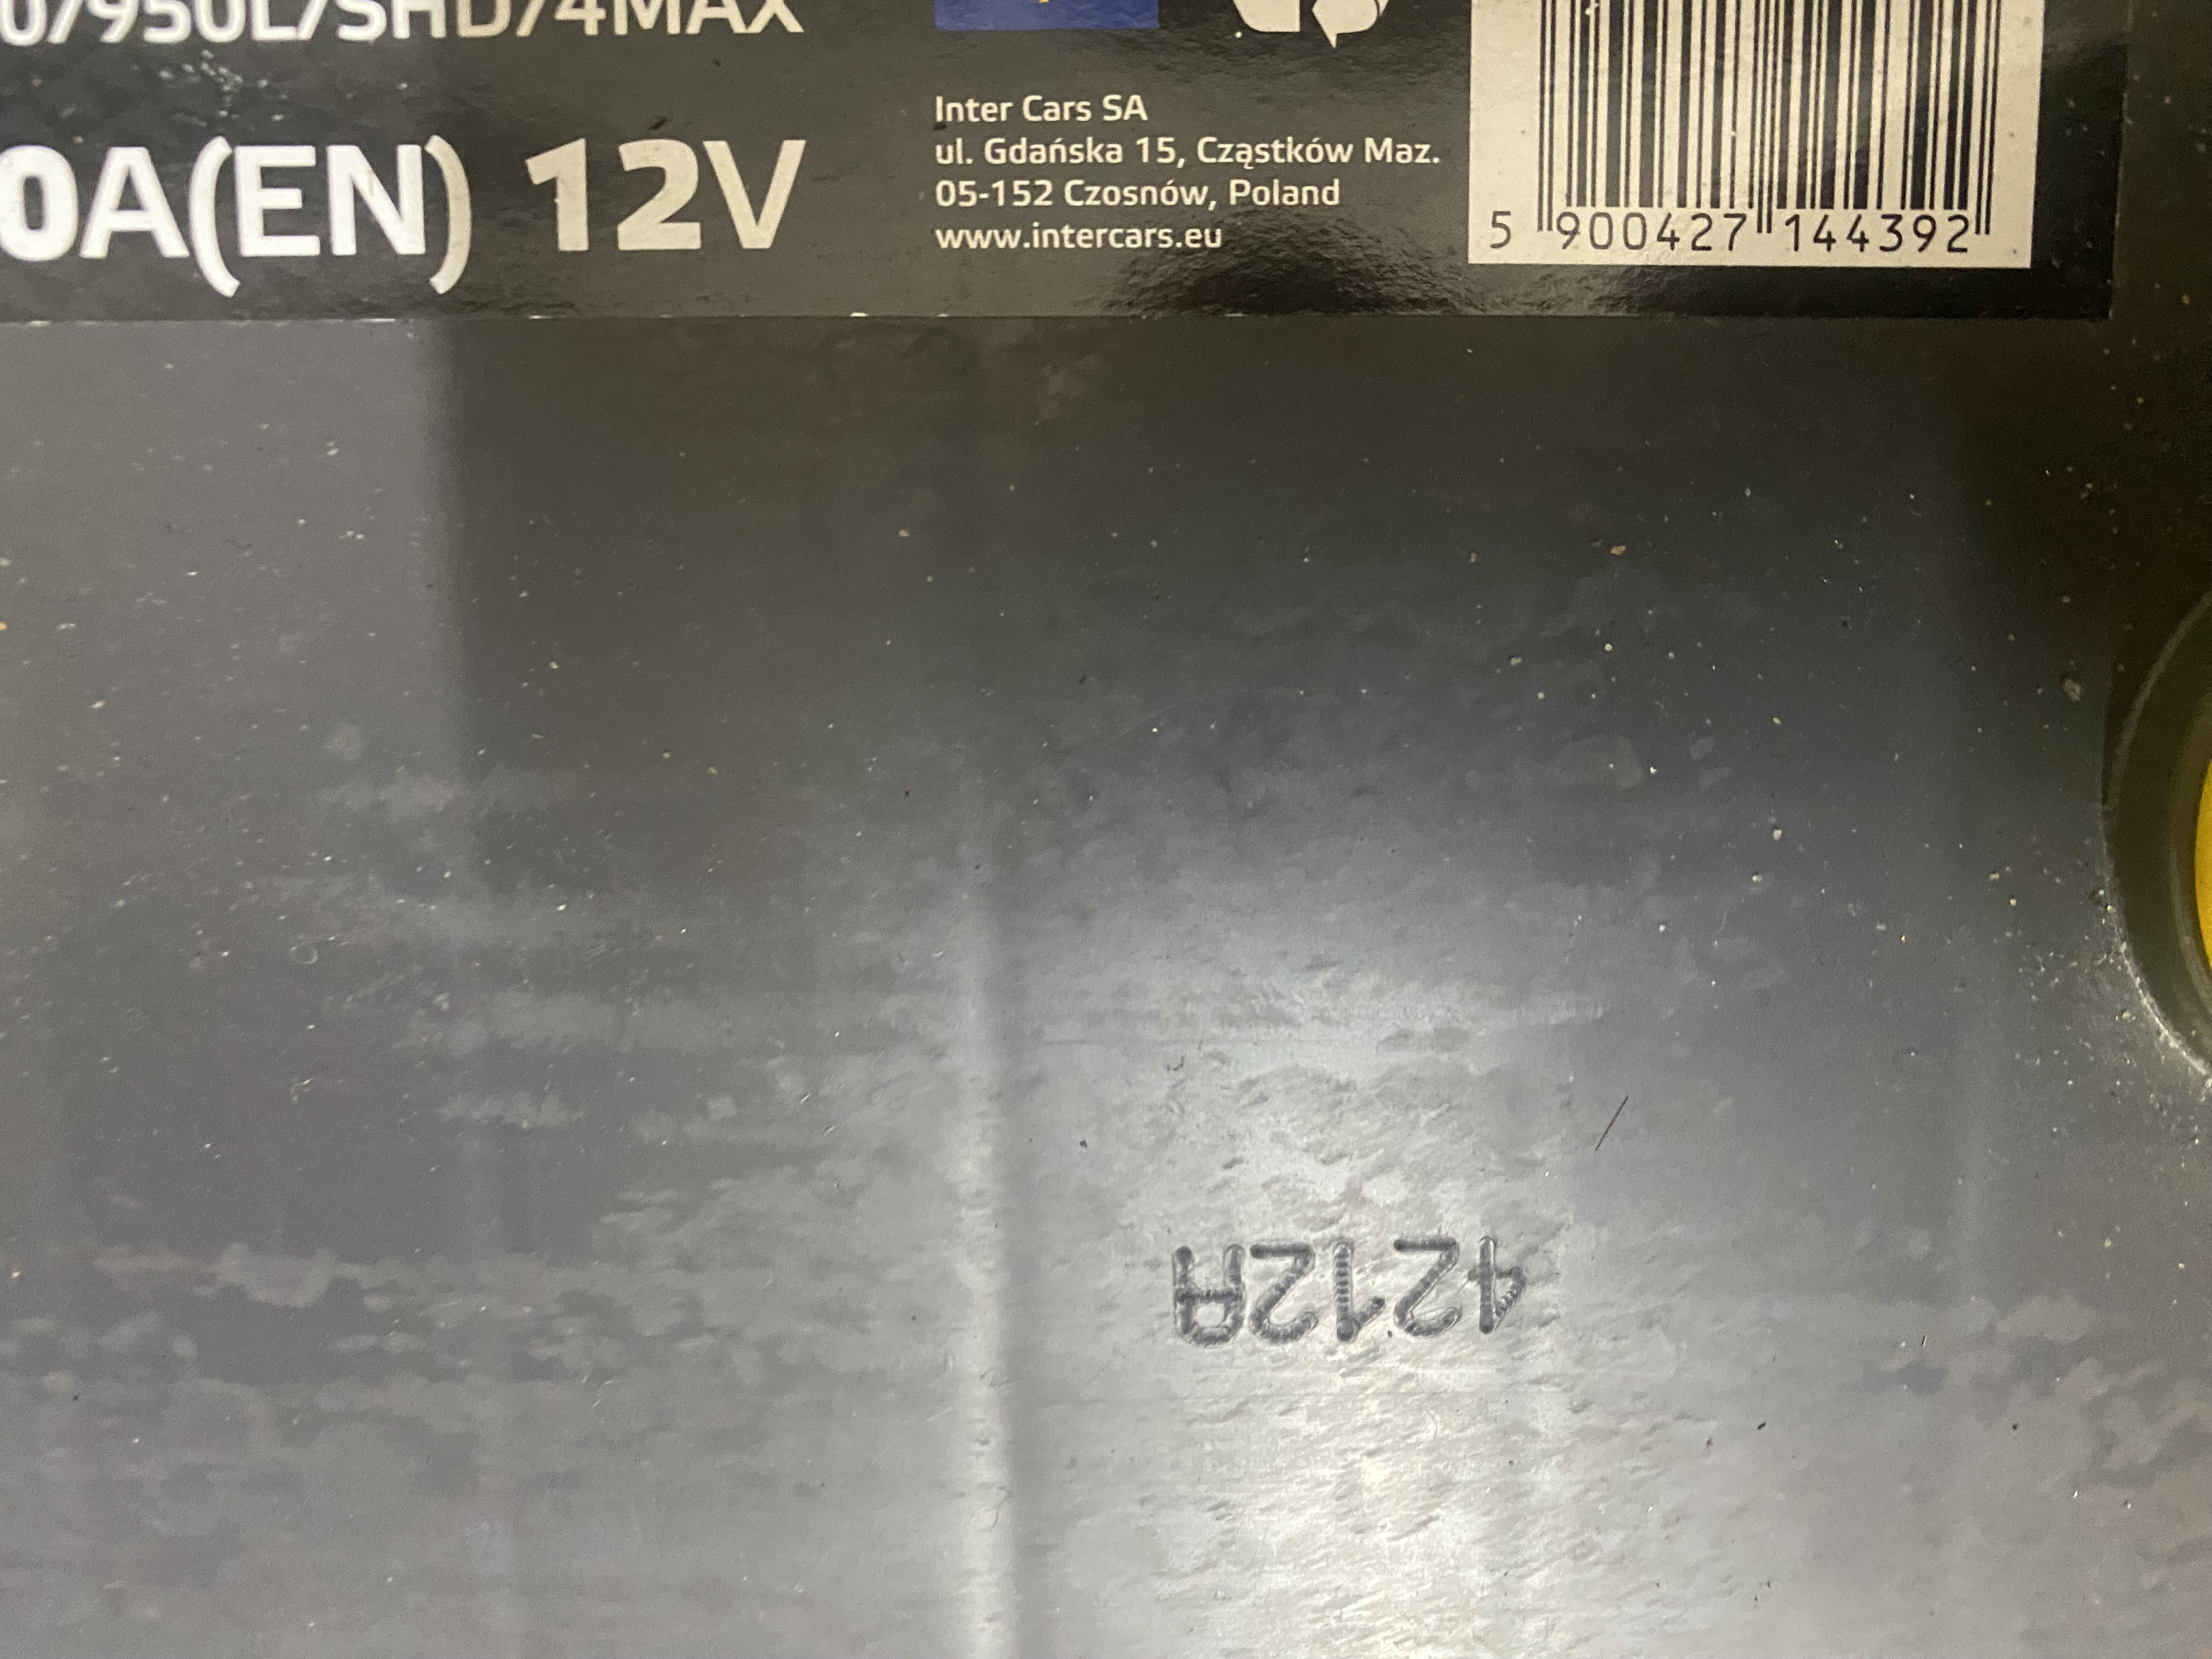 0/950L/SHD/4MAX
0A(EN) 12V
Inter Cars SA
ul. Gdańska 15, Cząstków Maz.
05-152 Czosnów, Poland
www.intercars.eu
5 900427 144392
4212A